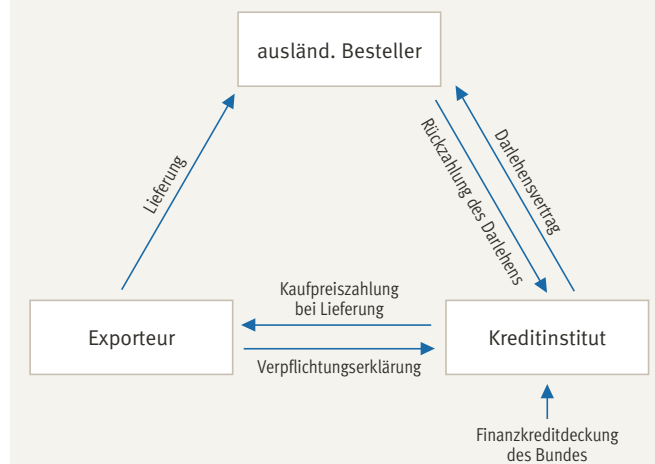 ausländ. Besteller
Lieferung
Rückzahlung des Darlehens
Darlehensvertrag
Kaufpreiszahlung
bei Lieferung
Exporteur
Kreditinstitut
Verpflichtungserklärung
Finanzkreditdeckung
des Bundes